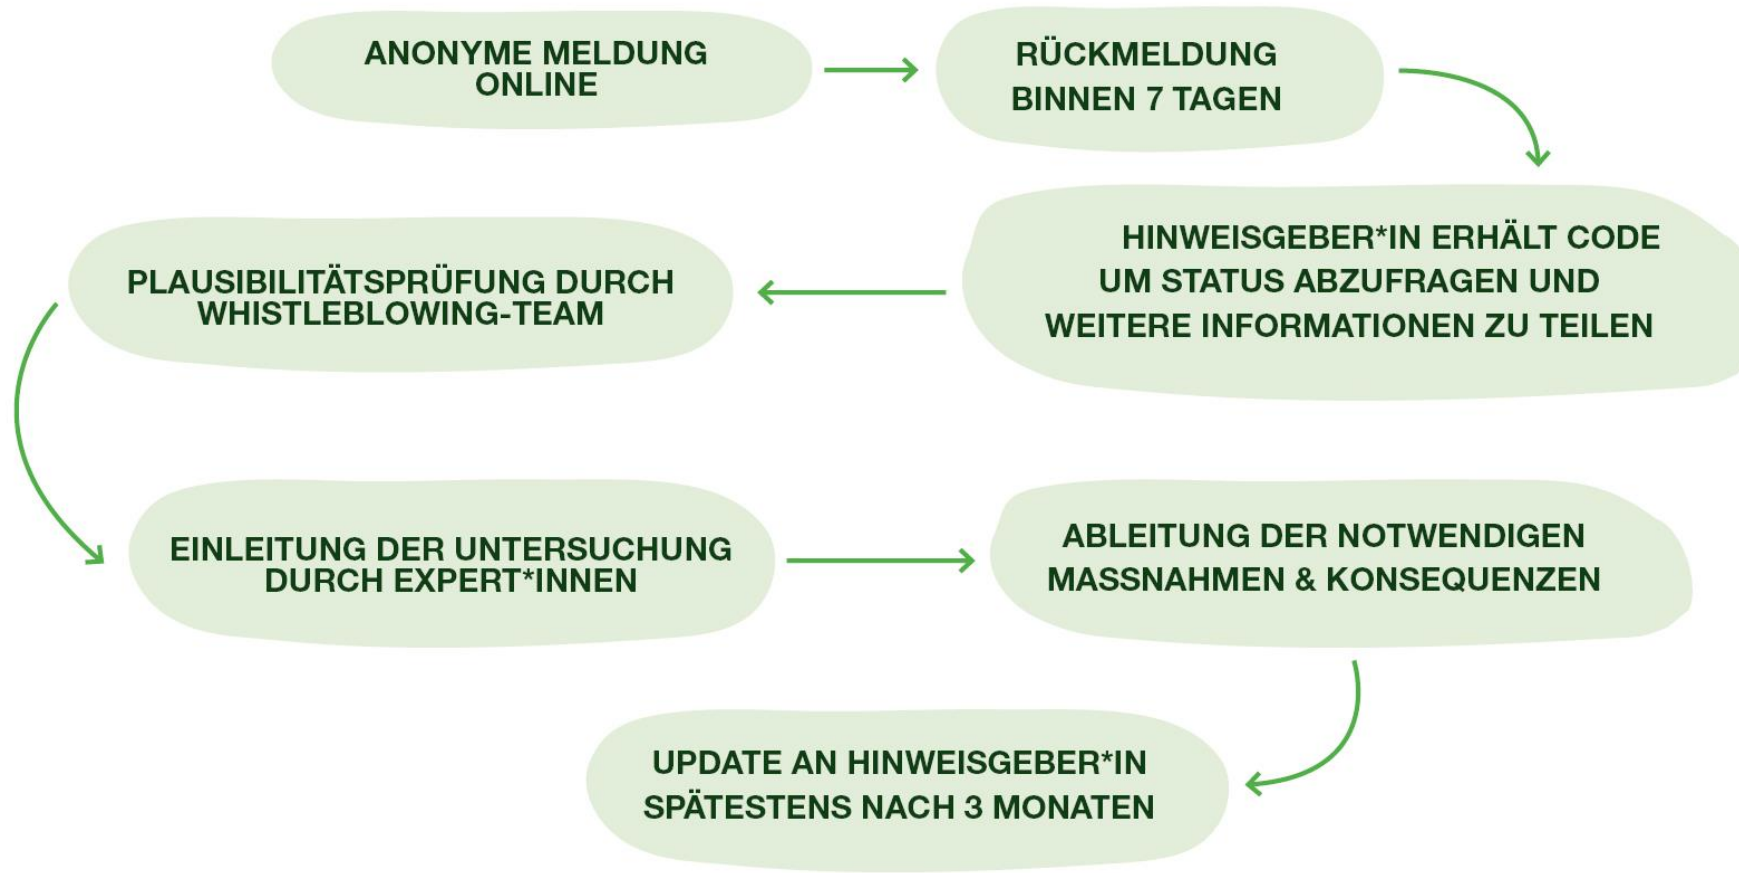 ANONYME MELDUNG
ONLINE
RÜCKMELDUNG
BINNEN 7 TAGEN
HINWEISGEBER*IN ERHÄLT CODE
UM STATUS ABZUFRAGEN UND
WEITERE INFORMATIONEN ZU TEILEN
PLAUSIBILITÄTSPRÜFUNG DURCH
WHISTLEBLOWING-TEAM
EINLEITUNG DER UNTERSUCHUNG
DURCH EXPERT*INNEN
ABLEITUNG DER NOTWENDIGEN
MASSNAHMEN & KONSEQUENZEN
UPDATE AN HINWEISGEBER*IN
SPÄTESTENS NACH 3 MONATEN